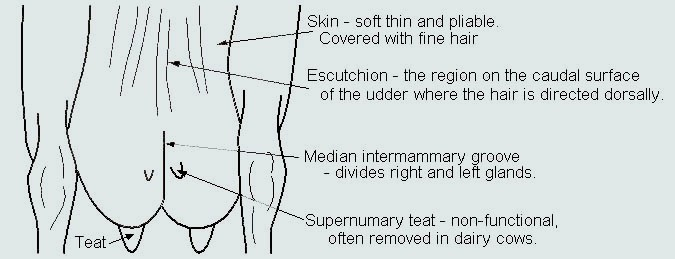 Skin - soft thin and pliable.
Covered with fine hair
Escutchion - the region on the caudal surface
of the udder where the hair is directed dorsally.
Median intermammary groove
- divides right and left glands.
Supernumary teat - non-functional,
often removed in dairy cows.
Teat